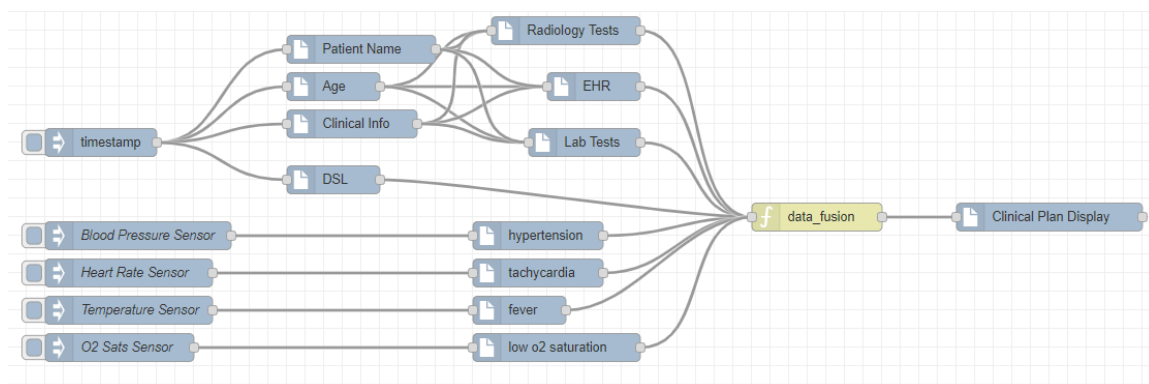 Radiology Tests
Patient Name
Age
EHR
Clinical Info
timestamp
Lab Tests
DSL
data_fusion
Clinical Plan Display
Blood Pressure Sensor
hypertension
Heart Rate Sensor
tachycardia
Temperature Sensor
fever
O2 Sats Sensor
low o2 saturation